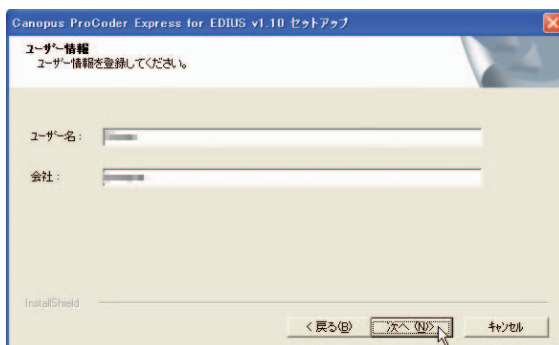 Canopus ProCoder Express for EDIUS v1.10 セットアップ
ユーザー情報
ユーザー情報を登録してください。
ユーザー名:
会社:
InstallShield
< 戻る(B)
次へ(N)>
キャンセル